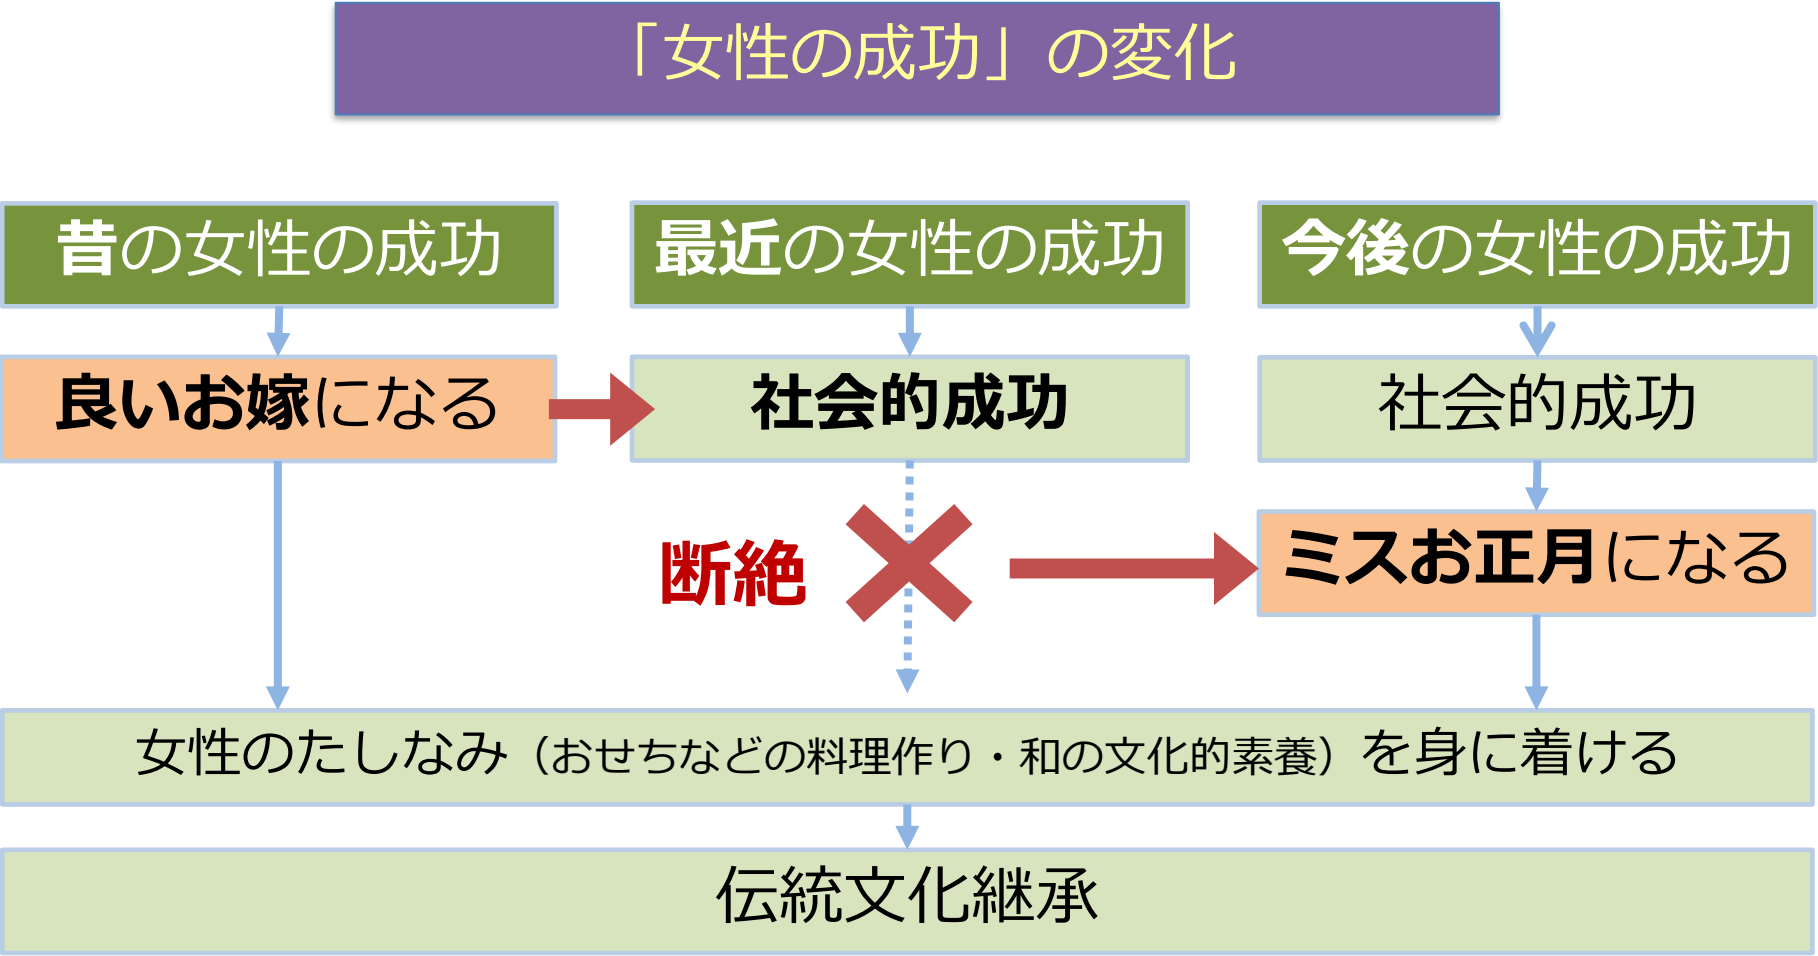 「女性の成功」の変化
昔の女性の成功
最近の女性の成功
今後の女性の成功
良いお嫁になる
社会的成功
社会的成功
断絶
ミスお正月になる
女性のたしなみ（おせちなどの料理作り・和の文化的素養）を身に着ける
伝統文化継承